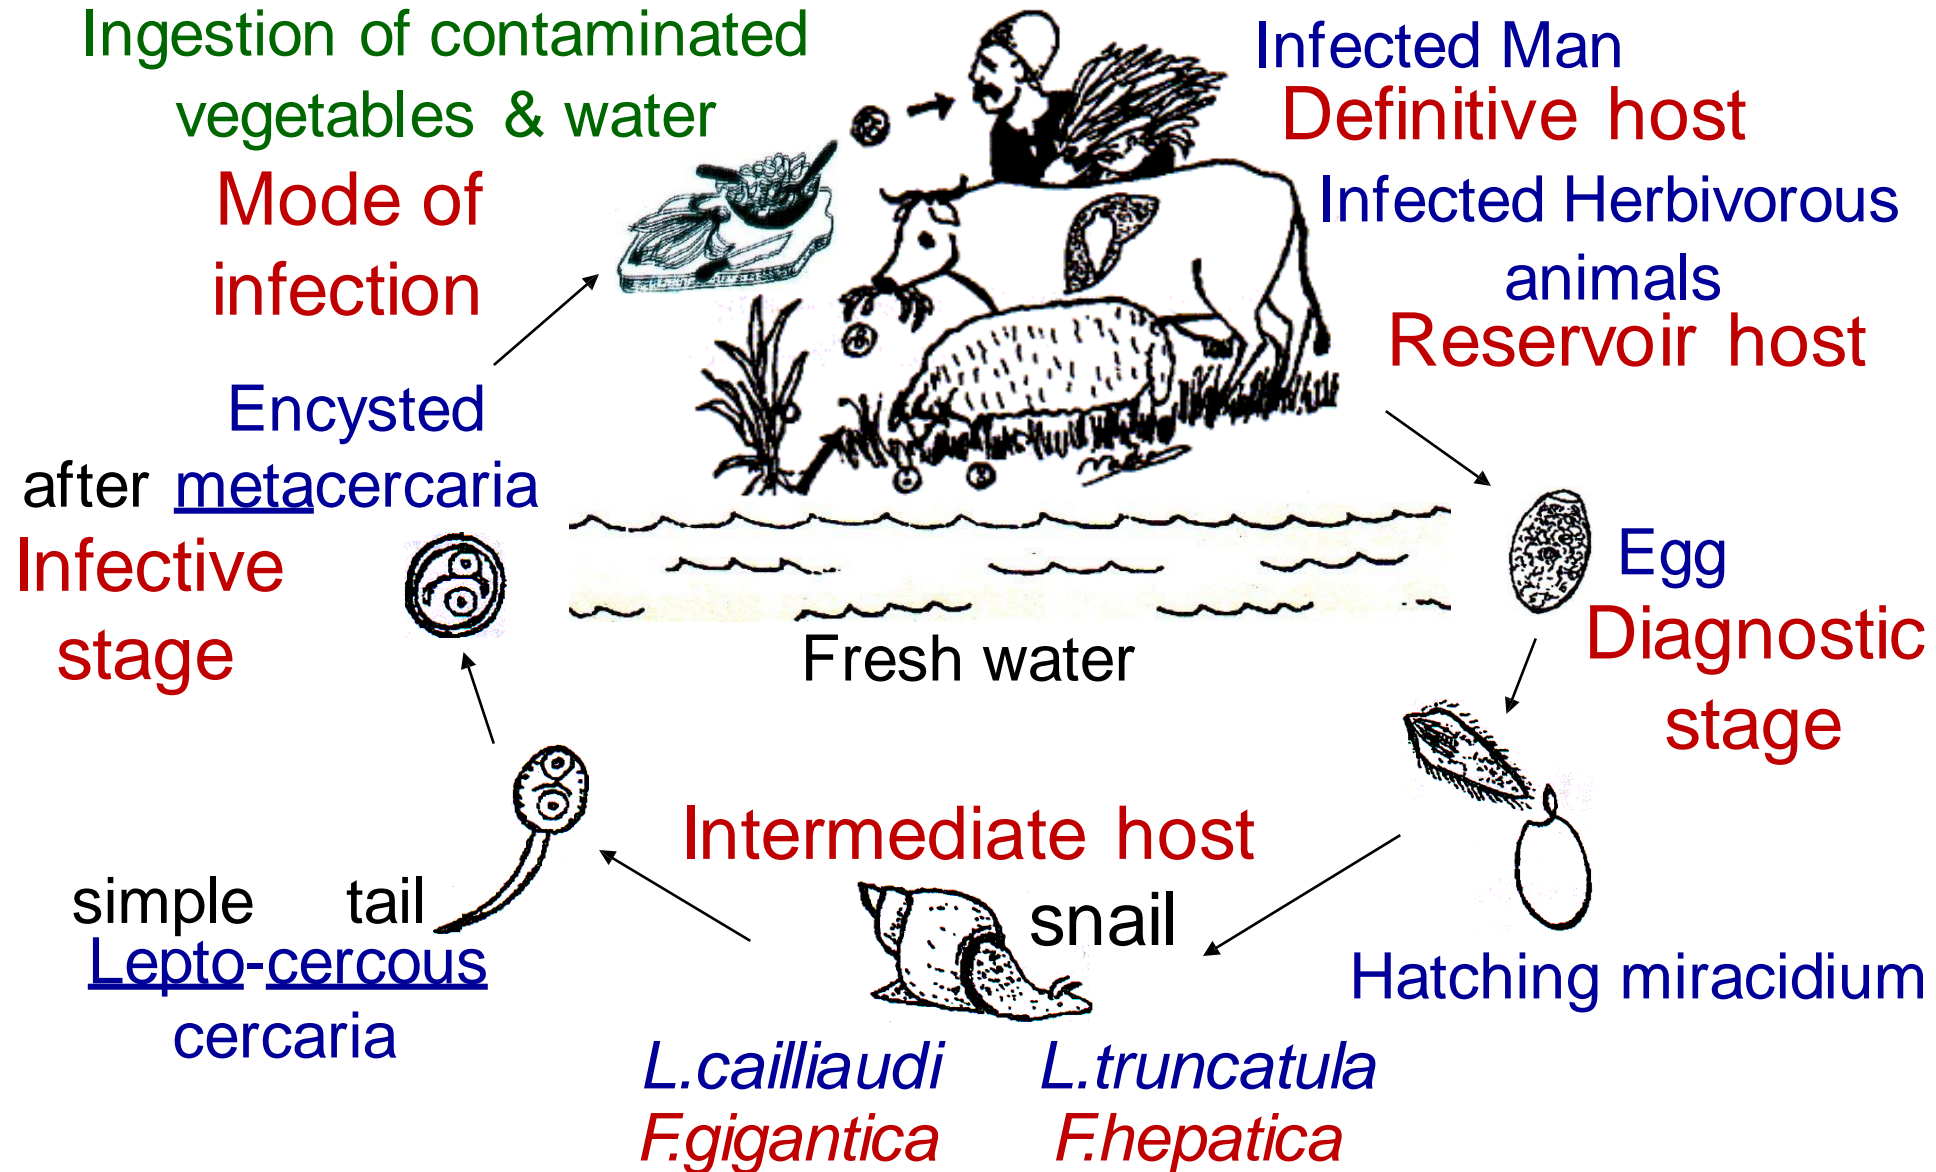 Ingestion of contaminated
vegetables & water
Mode of
infection
Infected Man
Definitive host
Infected Herbivorous
animals
Reservoir host
Encysted
after metacercaria
Infective
stage
Fresh water
Egg
Diagnostic
stage
Intermediate host
snail
simple tail
Lepto-cercous
cercaria
Hatching miracidium
L.cailliaudi L.truncatula
F.gigantica F.hepatica